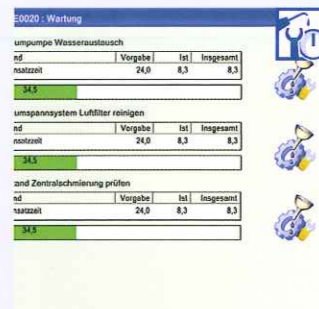 E0020 : Wartung
umpumpe Wasseraustausch
nd Vorgabe Ist Insgesamt
nsatzzeit 24,0 8,3 8,3
34,5
umspannsystem Luftfilter reinigen
nd Vorgabe Ist Insgesamt
nsatzzeit 24,0 8,3 8,3
34,5
tand Zentralschmierung prüfen
nd Vorgabe Ist Insgesamt
nsatzzeit 24,0 8,3 8,3
34,5